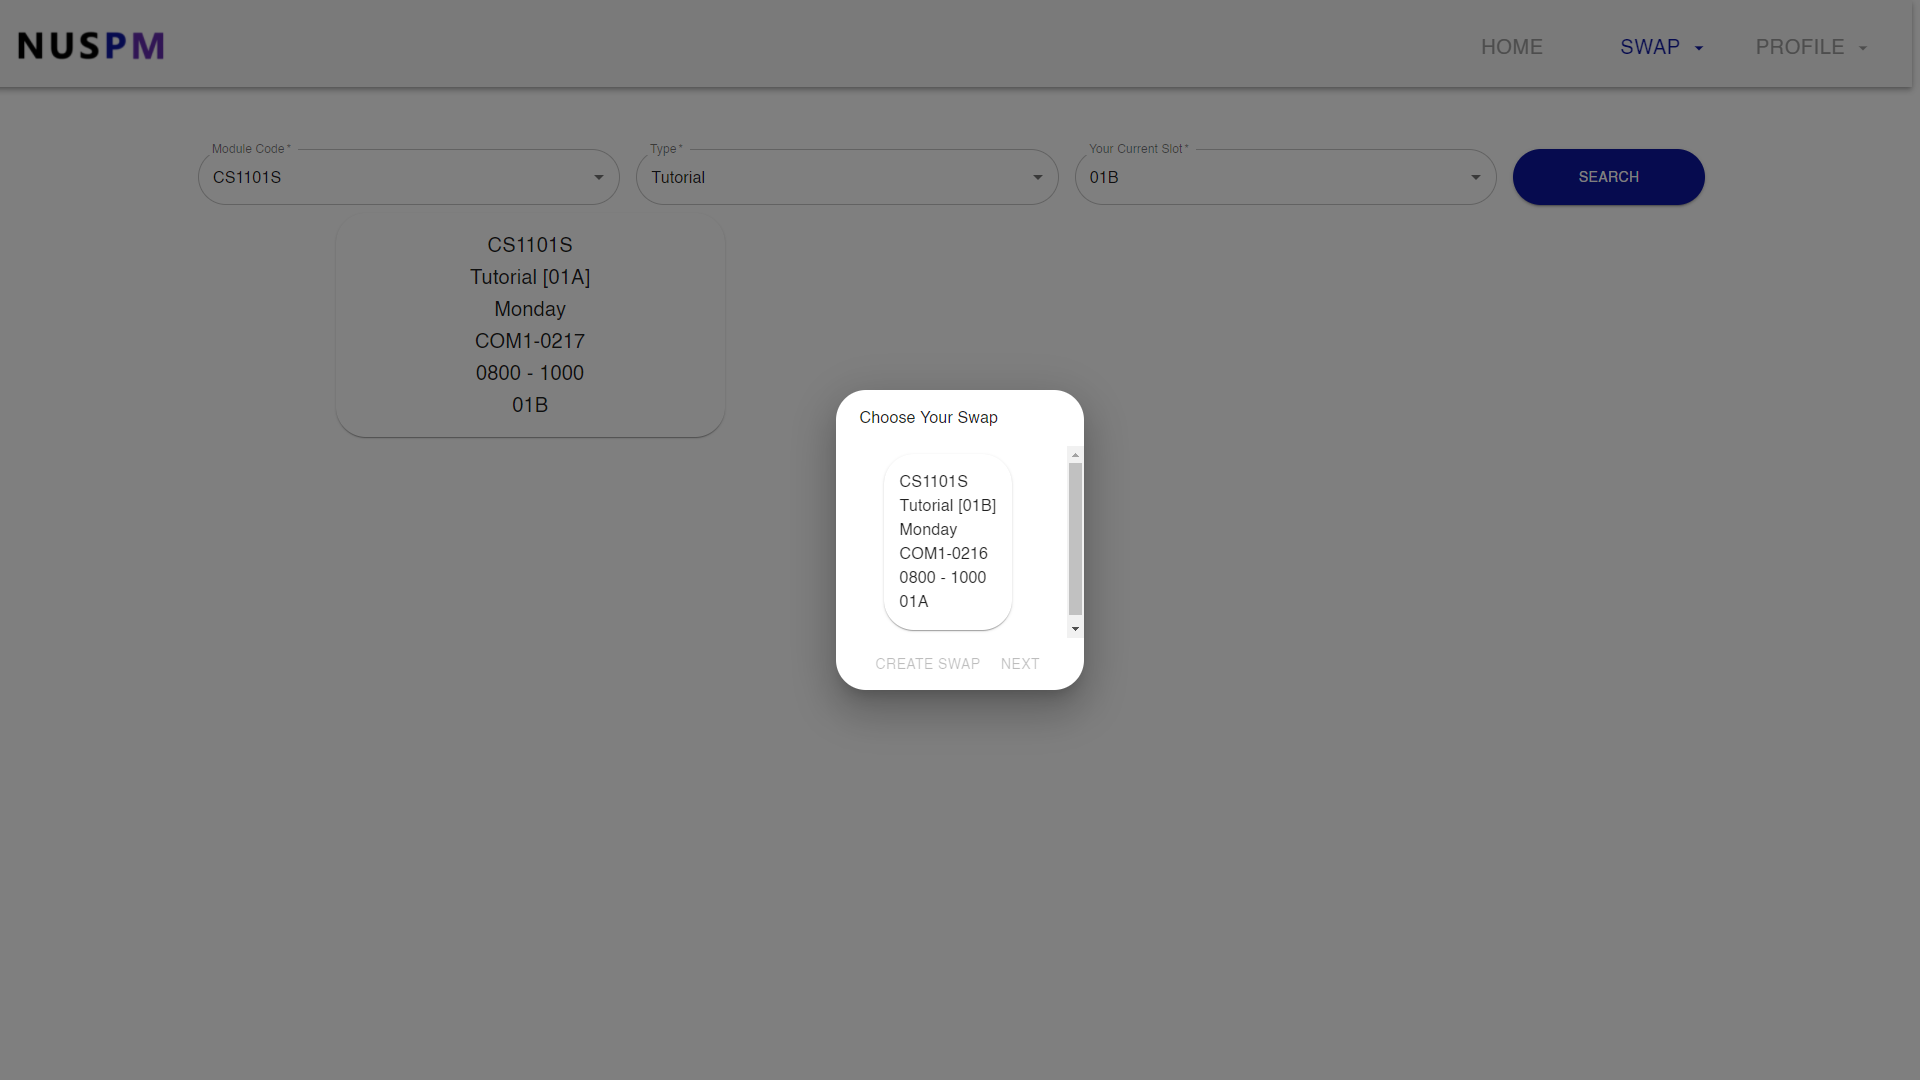 NUSPM
HOME
SWAP
PROFILE
Module Code *
CS1101S
Type *
Tutorial
Your Current Slot *
01B
SEARCH
CS1101S
Tutorial [01A]
Monday
COM1-0217
0800 - 1000
01B
Choose Your Swap
CS1101S
Tutorial [01B]
Monday
COM1-0216
0800 - 1000
01A
CREATE SWAP
NEXT